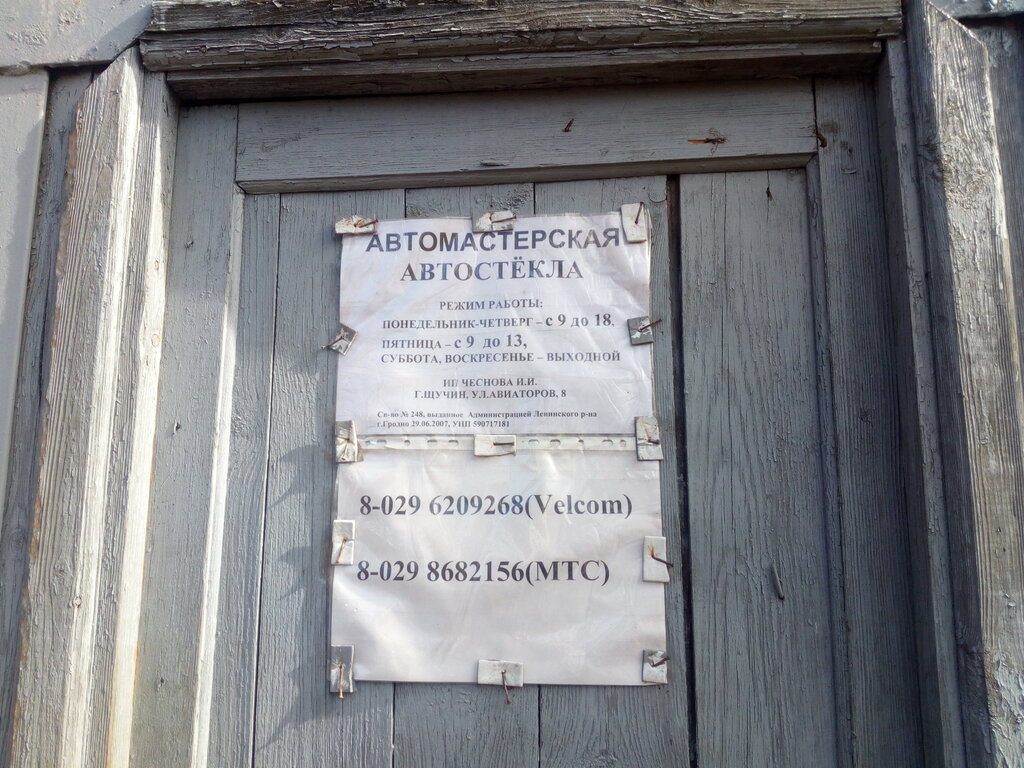 АВТОМАСТЕРСКАЯ
АВТОСТЁКЛА
РЕЖИМ РАБОТЫ:
ПОНЕДЕЛЬНИК-ЧЕТВЕРГ – с 9 до 18,
ПЯТНИЦА – с 9 до 13,
СУББОТА, ВОСКРЕСЕНЬЕ – ВЫХОДНОЙ
ИП ЧЕСНОВА И.И.
Г.ЩУЧИН, УЛ.АВИАТОРОВ, 8
Св-во № 248, выданное Администрацией Ленинского р-на
г.Гродно 29.06.2007, УНП 590717181
8-029 6209268(Velcom)
8-029 8682156(МТС)